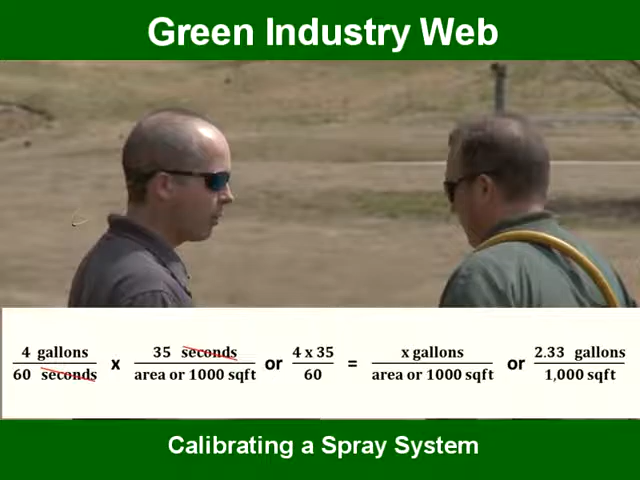 Green Industry Web
4 gallons / 60 seconds x 35 seconds / area or 1000 sqft or 4 x 35 / 60 = x gallons / area or 1000 sqft or 2.33 gallons / 1,000 sqft
Calibrating a Spray System